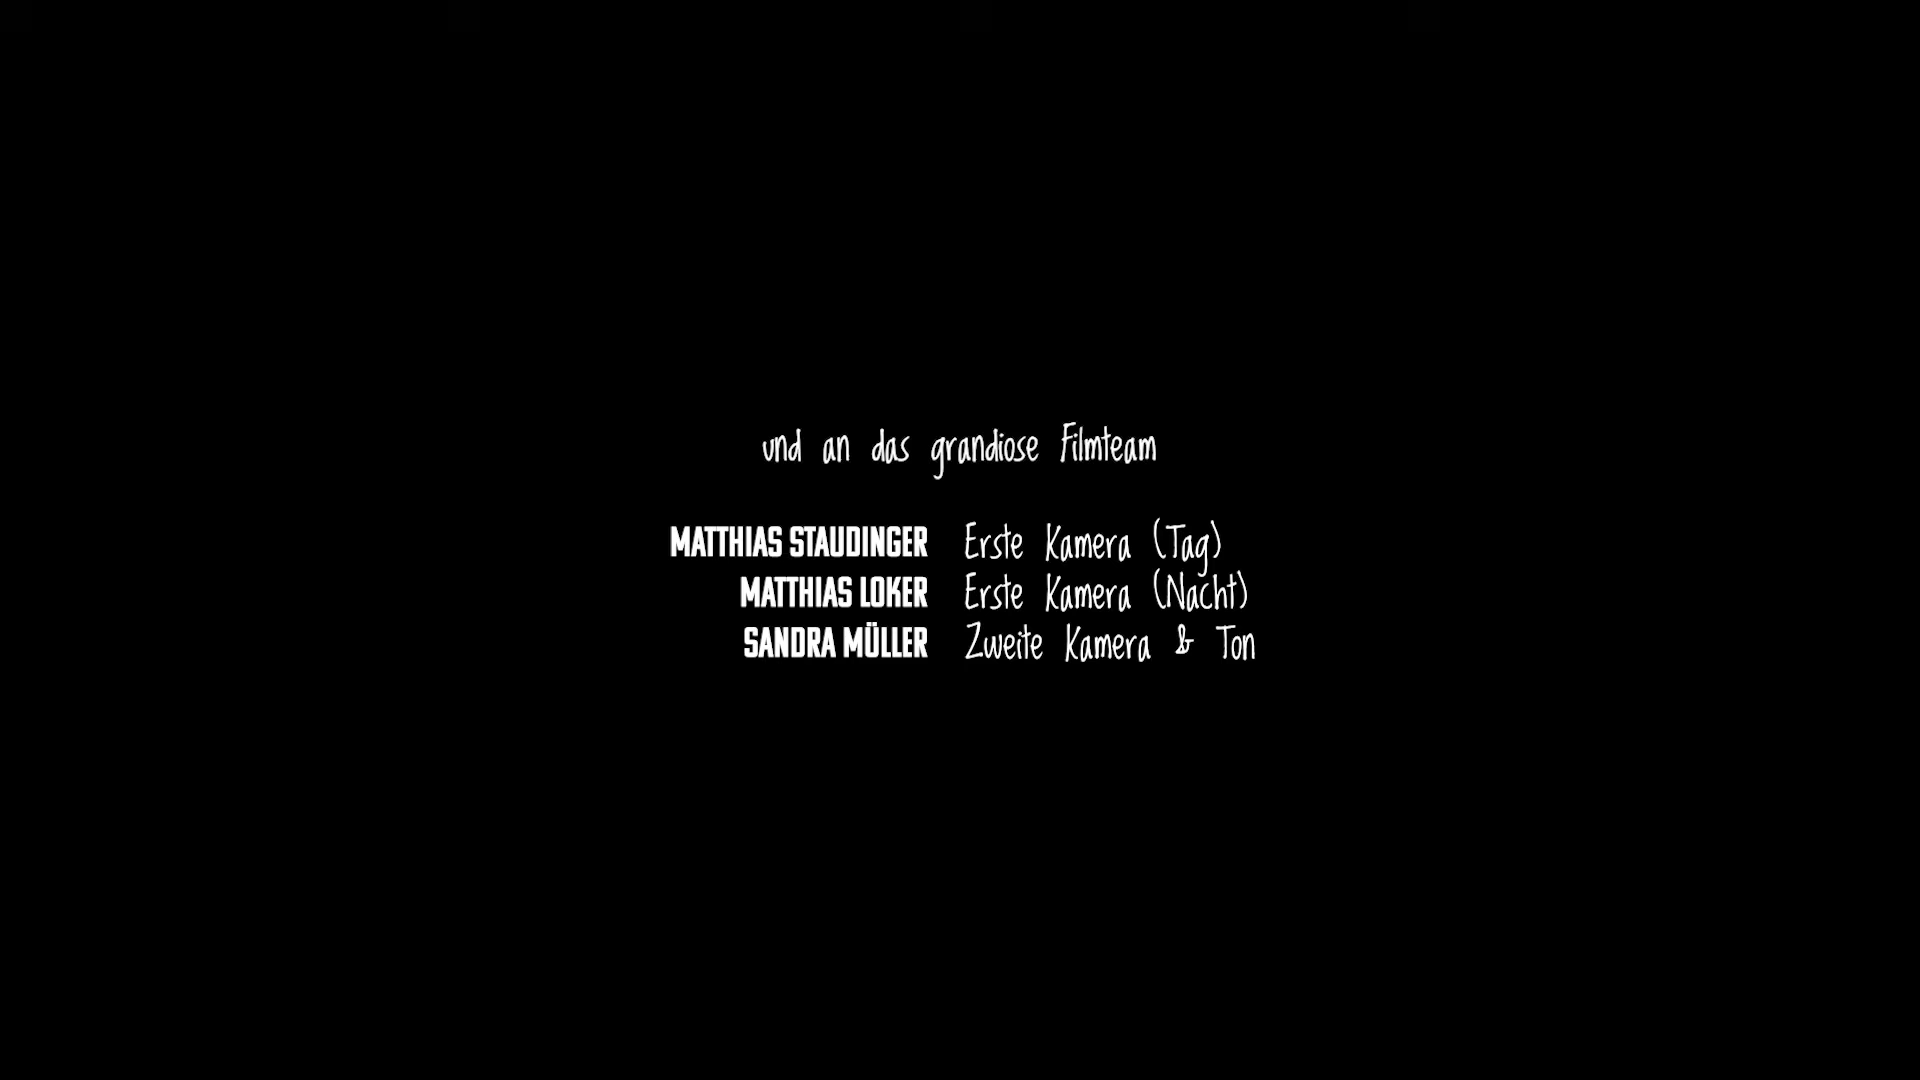 und an das grandiose Filmteam
MATTHIAS STAUDINGER Erste Kamera (Tag)
MATTHIAS LOKER Erste Kamera (Nacht)
SANDRA MÜLLER Zweite Kamera & Ton